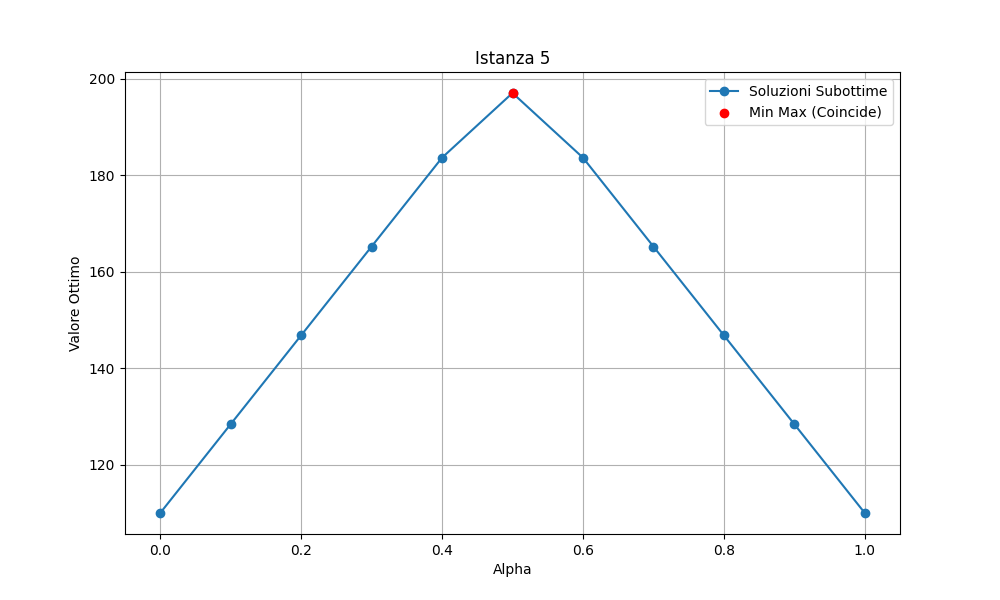 Istanza 5
Soluzioni Subottime
Min Max (Coincide)
Valore Ottimo
200
180
160
140
120
0.0 0.2 0.4 0.6 0.8 1.0
Alpha